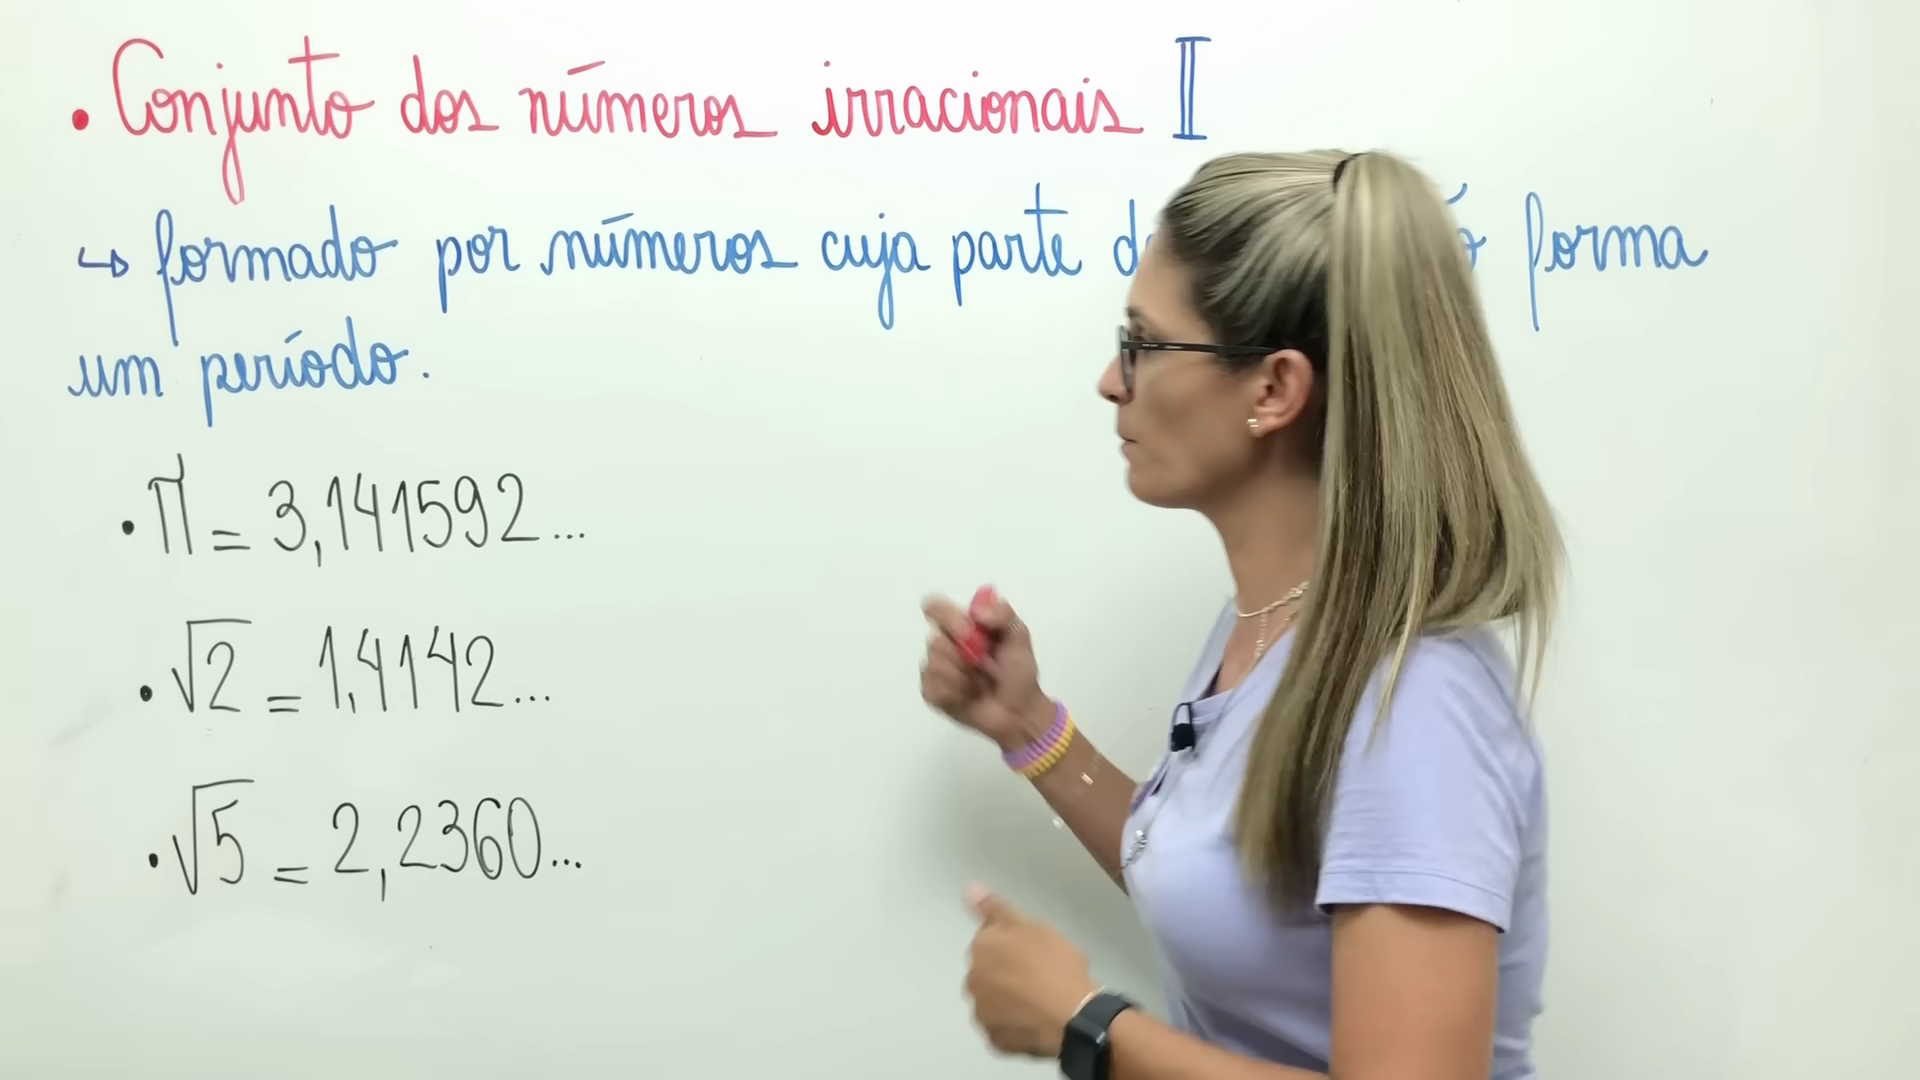 • Conjunto dos números irracionais 𝕀
↳ formado por números cuja parte forma
um período.
• π = 3,141592...
• √2 = 1,4142...
• √5 = 2,2360...